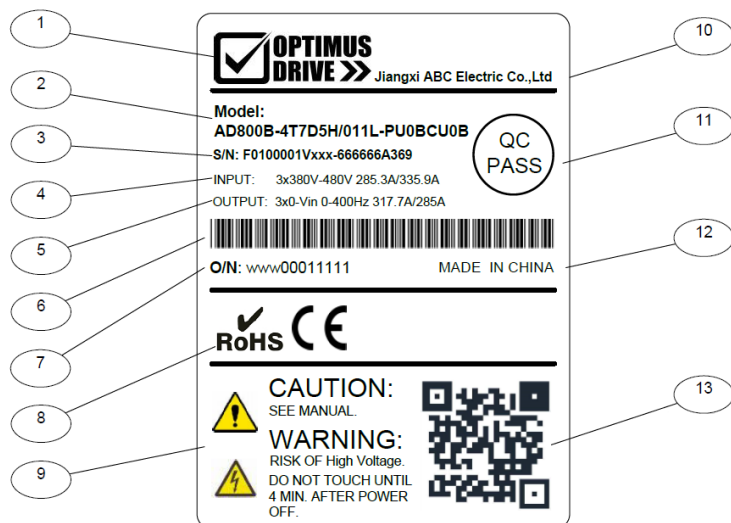 1
OPTIMUS
DRIVE
Jiangxi ABC Electric Co.,Ltd
10
2
Model:
AD800B-4T7D5H/011L-PU0BCU0B
3
S/N: F0100001Vxxx-666666A369
QC
PASS
11
4
INPUT: 3x380V-480V 285.3A/335.9A
OUTPUT: 3x0-Vin 0-400Hz 317.7A/285A
5
6
O/N: www00011111
MADE IN CHINA
12
7
RoHS CE
8
CAUTION:
SEE MANUAL.
13
WARNING:
RISK OF High Voltage.
9
DO NOT TOUCH UNTIL
4 MIN. AFTER POWER
OFF.